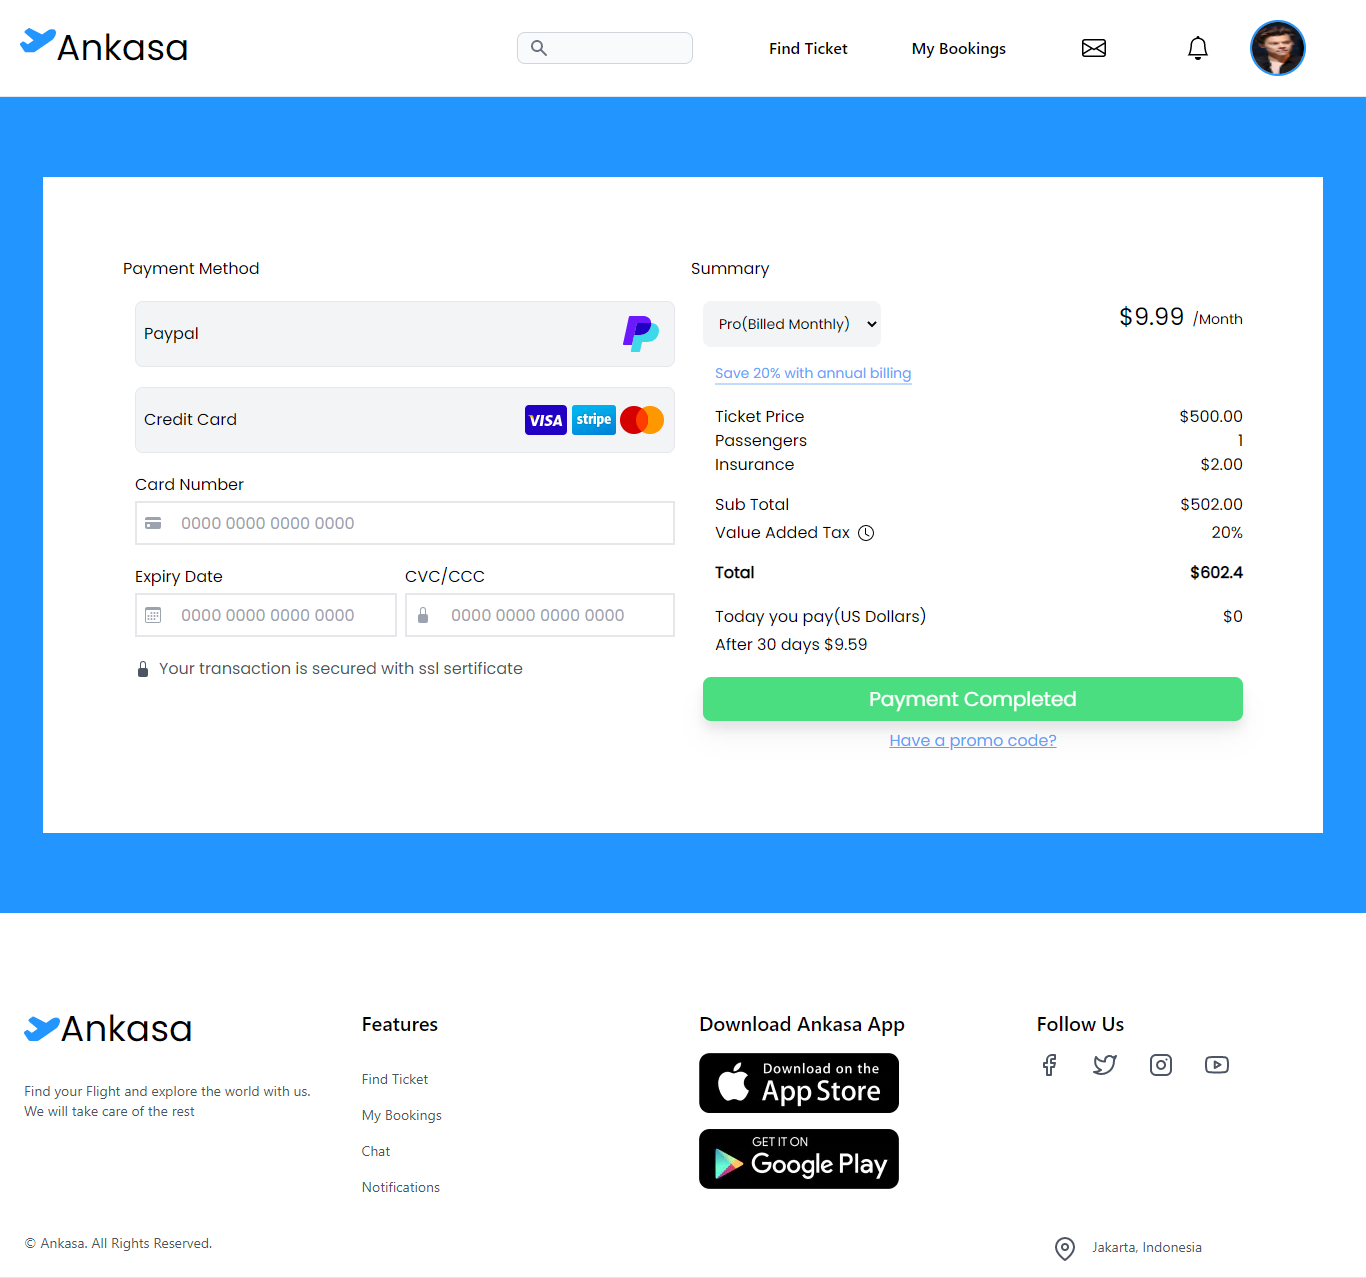 Ankasa
Find Ticket
My Bookings
Payment Method
Paypal
Credit Card
VISA
stripe
Card Number
0000 0000 0000 0000
Expiry Date
CVC/CCC
0000 0000 0000 0000
0000 0000 0000 0000
Your transaction is secured with ssl sertificate
Summary
Pro(Billed Monthly)
$9.99 /Month
Save 20% with annual billing
Ticket Price $500.00
Passengers 1
Insurance $2.00
Sub Total $502.00
Value Added Tax 20%
Total $602.4
Today you pay(US Dollars) $0
After 30 days $9.59
Payment Completed
Have a promo code?
Ankasa
Find your Flight and explore the world with us.
We will take care of the rest
Features
Find Ticket
My Bookings
Chat
Notifications
Download Ankasa App
Download on the
App Store
GET IT ON
Google Play
Follow Us
© Ankasa. All Rights Reserved.
Jakarta, Indonesia